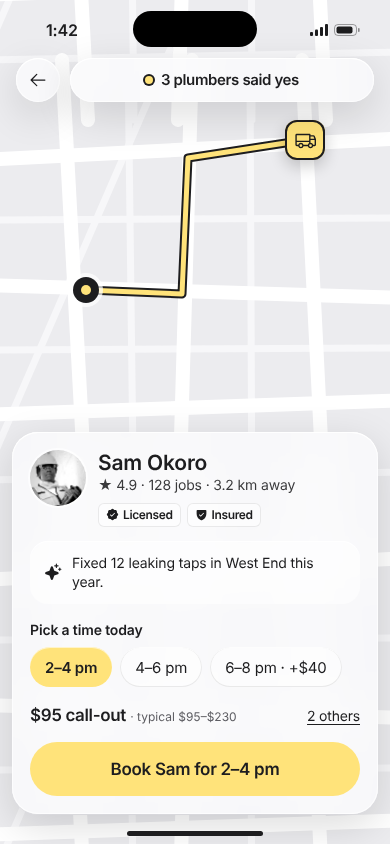 1:42
3 plumbers said yes
Sam Okoro
★ 4.9 · 128 jobs · 3.2 km away
Licensed
Insured
Fixed 12 leaking taps in West End this
year.
Pick a time today
2–4 pm
4–6 pm
6–8 pm · +$40
$95 call-out · typical $95–$230
2 others
Book Sam for 2–4 pm